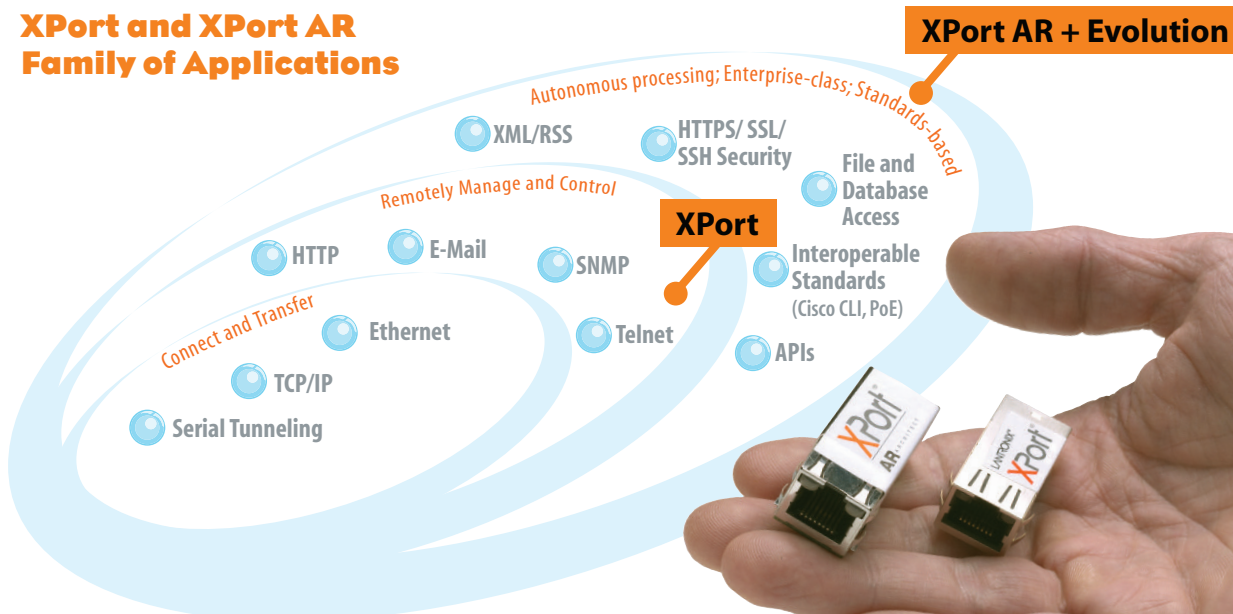 XPort and XPort AR
Family of Applications
XPort AR + Evolution
Autonomous processing; Enterprise-class; Standards-based
XML/RSS
HTTPS/ SSL/
SSH Security
File and
Database
Access
Remotely Manage and Control
XPort
HTTP
E-Mail
SNMP
Interoperable
Standards
(Cisco CLI, PoE)
Connect and Transfer
Ethernet
Telnet
APIs
TCP/IP
Serial Tunneling
XPort®
AR ARCHITECT
LANTRONIX®
XPort®